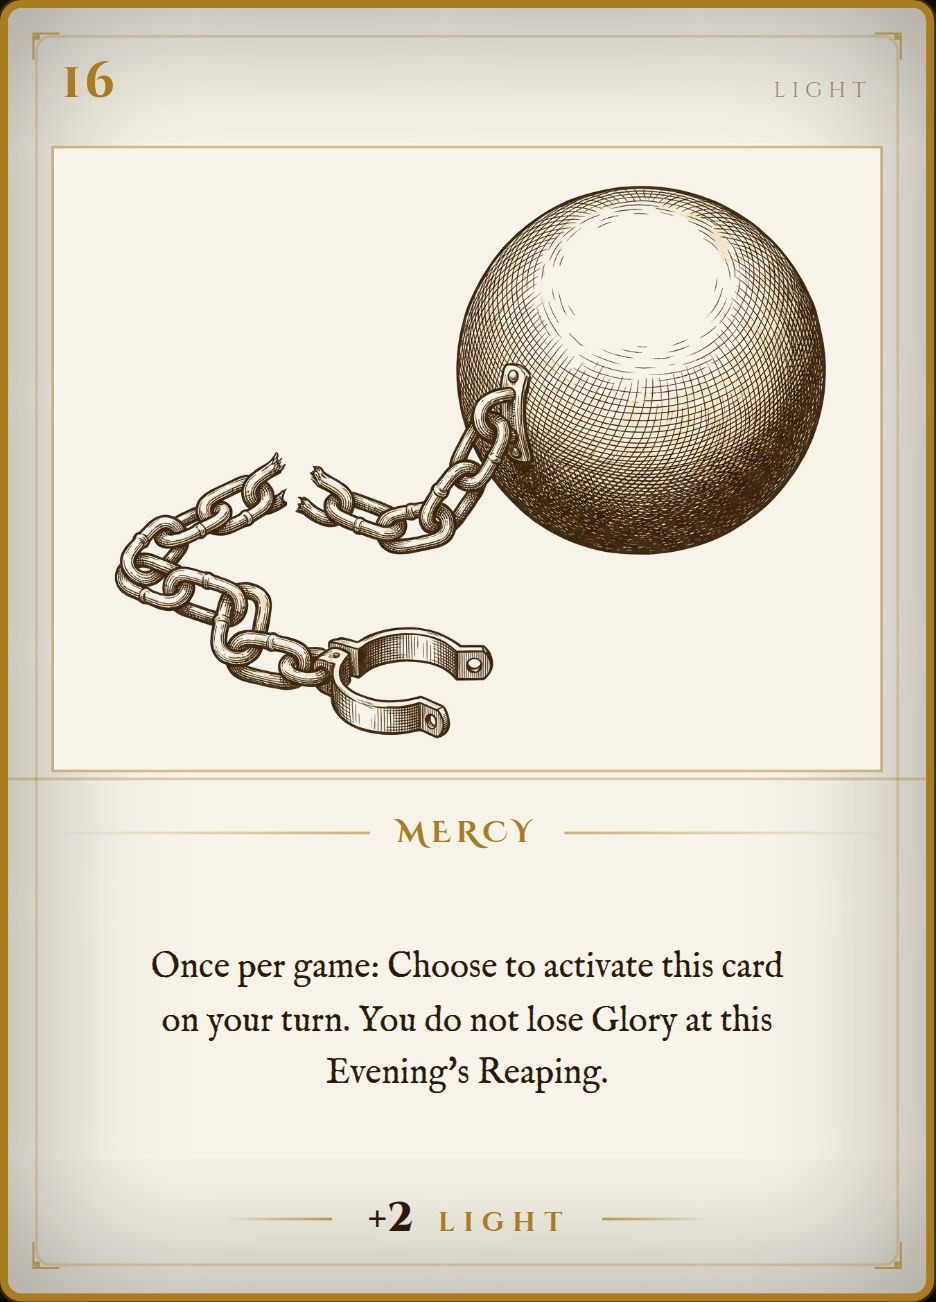 16
LIGHT
MERCY
Once per game: Choose to activate this card
on your turn. You do not lose Glory at this
Evening’s Reaping.
+2 LIGHT